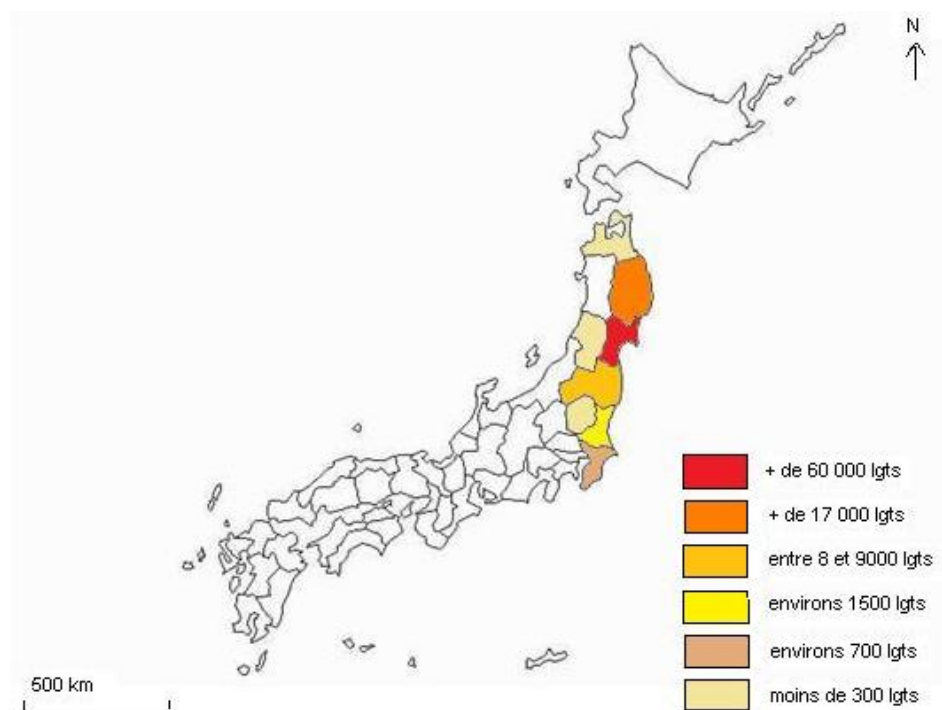 N
+ de 60 000 lgts
+ de 17 000 lgts
entre 8 et 9000 lgts
environs 1500 lgts
environs 700 lgts
moins de 300 lgts
500 km